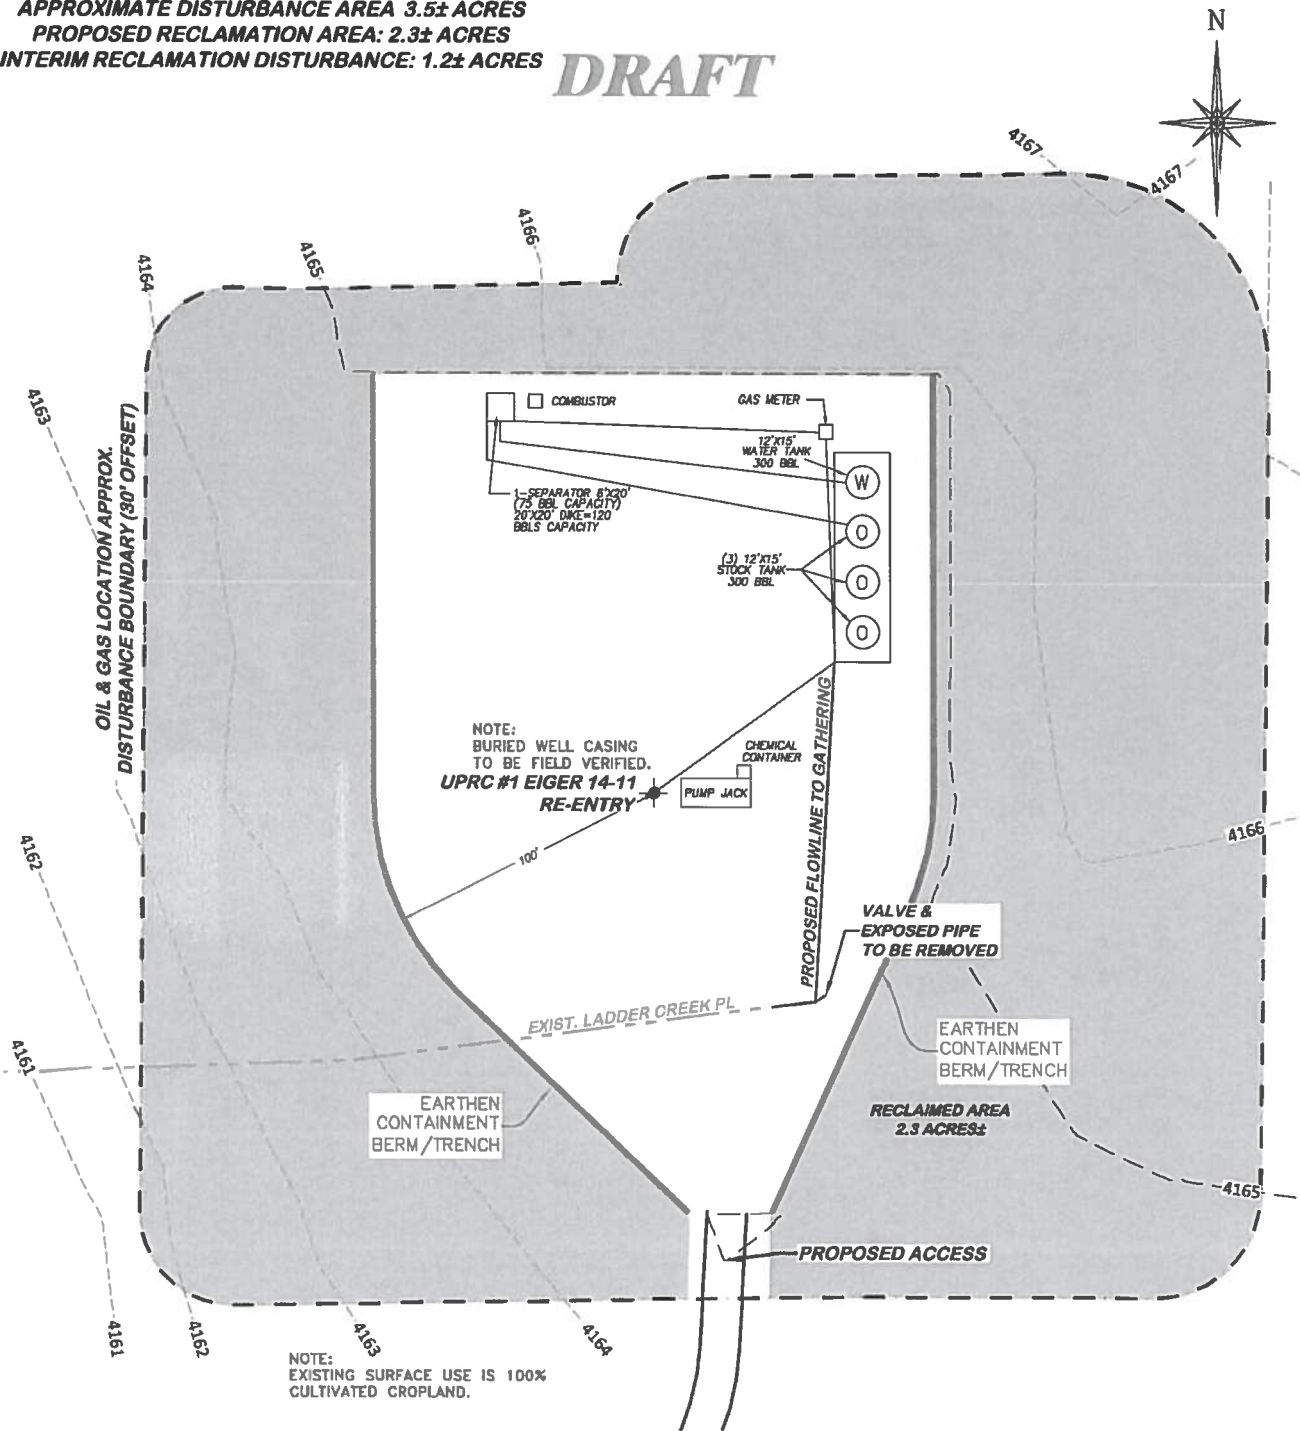 APPROXIMATE DISTURBANCE AREA 3.5± ACRES
PROPOSED RECLAMATION AREA: 2.3± ACRES
INTERIM RECLAMATION DISTURBANCE: 1.2± ACRES
DRAFT
N
4167
4167
4166
4165
4164
4163
OIL & GAS LOCATION APPROX.
DISTURBANCE BOUNDARY (30' OFFSET)
COMBUSTOR
GAS METER
12'X15'
WATER TANK
300 BBL
W
O
O
O
1-SEPARATOR 8'X20'
(75 BBL CAPACITY)
20'X20' DIKE=120
BBLS CAPACITY
(3) 12'X15'
STOCK TANK
300 BBL
NOTE:
BURIED WELL CASING
TO BE FIELD VERIFIED.
UPRC #1 EIGER 14-11
RE-ENTRY
CHEMICAL
CONTAINER
PUMP JACK
PROPOSED FLOWLINE TO GATHERING
100'
4166
4162
VALVE &
EXPOSED PIPE
TO BE REMOVED
EXIST. LADDER CREEK PL
4161
EARTHEN
CONTAINMENT
BERM/TRENCH
EARTHEN
CONTAINMENT
BERM/TRENCH
RECLAIMED AREA
2.3 ACRES±
4165
PROPOSED ACCESS
4161
4162
4163
4164
NOTE:
EXISTING SURFACE USE IS 100%
CULTIVATED CROPLAND.